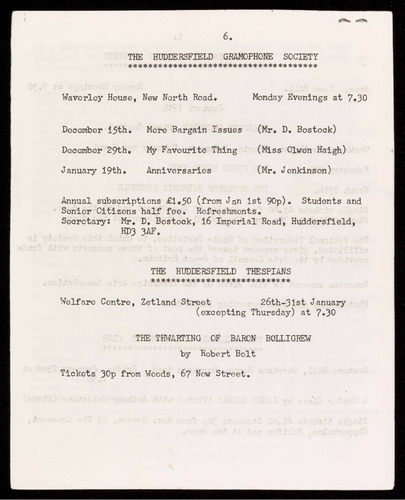 6.
THE HUDDERSFIELD GRAMOPHONE SOCIETY
************************************
Waverley House, New North Road. Monday Evenings at 7.30
December 15th. More Bargain Issues (Mr. D. Bostock)
December 29th. My Favourite Thing (Miss Olwen Haigh)
January 19th. Anniversaries (Mr. Jenkinson)
Annual subscriptions £1.50 (from Jan 1st 90p). Students and
Senior Citizens half fee. Refreshments.
Secretary: Mr. D. Bostock, 16 Imperial Road, Huddersfield,
HD3 3AF.
THE HUDDERSFIELD THESPIANS
***************************
Welfare Centre, Zetland Street 26th-31st January
(excepting Thursday) at 7.30
THE THWARTING OF BARON BOLLIGREW
by Robert Bolt
Tickets 30p from Woods, 67 New Street.